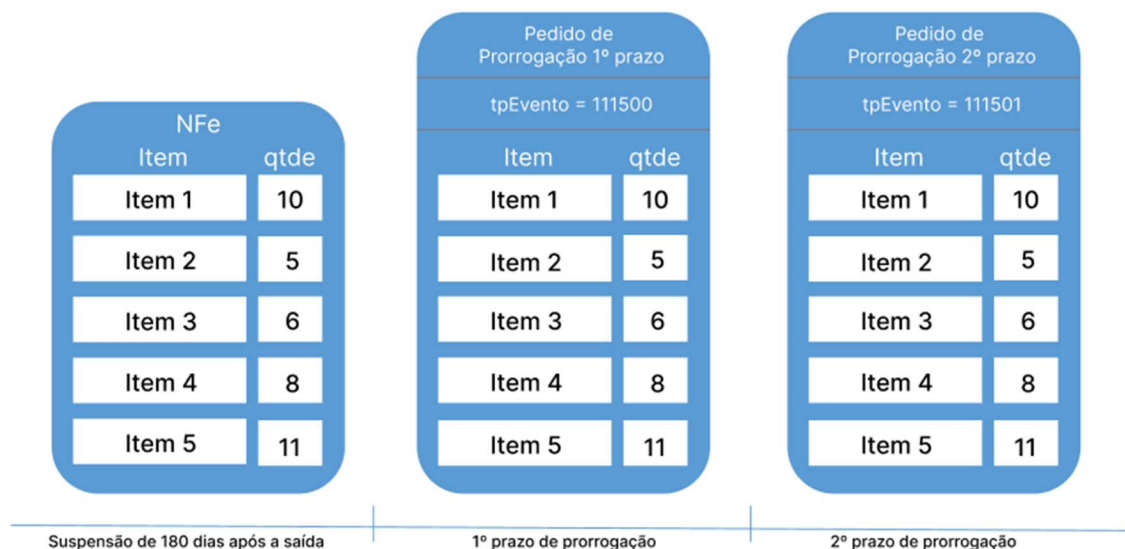 NFe
Item qtde
Item 1 10
Item 2 5
Item 3 6
Item 4 8
Item 5 11
Suspensão de 180 dias após a saída
Pedido de
Prorrogação 1º prazo
tpEvento = 111500
Item qtde
Item 1 10
Item 2 5
Item 3 6
Item 4 8
Item 5 11
1º prazo de prorrogação
Pedido de
Prorrogação 2º prazo
tpEvento = 111501
Item qtde
Item 1 10
Item 2 5
Item 3 6
Item 4 8
Item 5 11
2º prazo de prorrogação